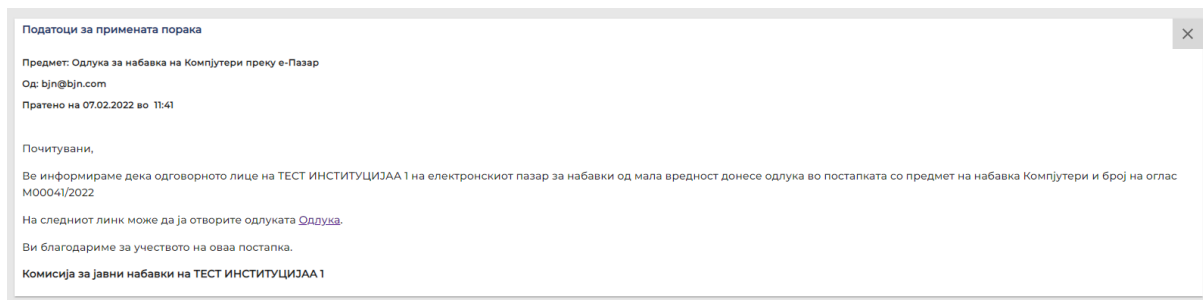 Податоци за примената порака
Предмет: Одлука за набавка на Компјутери преку е-Пазар
Од: bjn@bjn.com
Пратено на 07.02.2022 во 11:41
Почитувани,
Ве информираме дека одговорното лице на ТЕСТ ИНСТИТУЦИЈАА 1 на електронскиот пазар за набавки од мала вредност донесе одлука во постапката со предмет на набавка Компјутери и број на оглас
М00041/2022
На следниот линк може да ја отворите одлуката Одлука.
Ви благодариме за учеството на оваа постапка.
Комисија за јавни набавки на ТЕСТ ИНСТИТУЦИЈАА 1